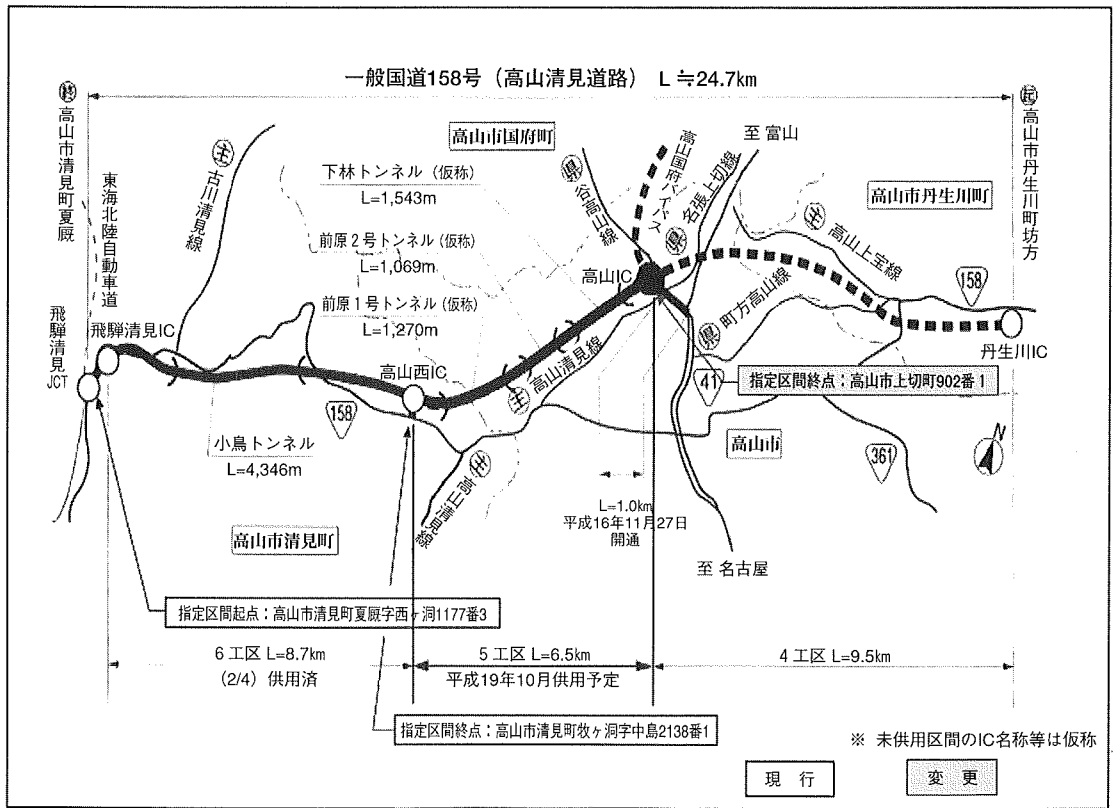 一般国道158号（高山清見道路） L≒24.7km
終 高山市清見町夏厩
起 高山市丹生川町坊方
東海北陸自動車道
主 古川清見線
高山市国府町
県 谷高山線
高山国府バイパス
県 名張上切線
至 富山
高山市丹生川町
主 高山上宝線
158
下林トンネル（仮称）
L=1,543m
前原2号トンネル（仮称）
L=1,069m
前原1号トンネル（仮称）
L=1,270m
高山IC
飛騨清見IC
飛騨清見JCT
高山西IC
丹生川IC
県 町方高山線
主 高山清見線
41
指定区間終点：高山市上切町902番1
158
小鳥トンネル
L=4,346m
主 高山清見線
高山市
361
N
L=1.0km
平成16年11月27日
開通
高山市清見町
至 名古屋
指定区間起点：高山市清見町夏厩字西ヶ洞1177番3
6工区 L=8.7km
（2/4）供用済
5工区 L=6.5km
平成19年10月供用予定
4工区 L=9.5km
指定区間終点：高山市清見町牧ヶ洞字中島2138番1
※ 未供用区間のIC名称等は仮称
現 行
変 更